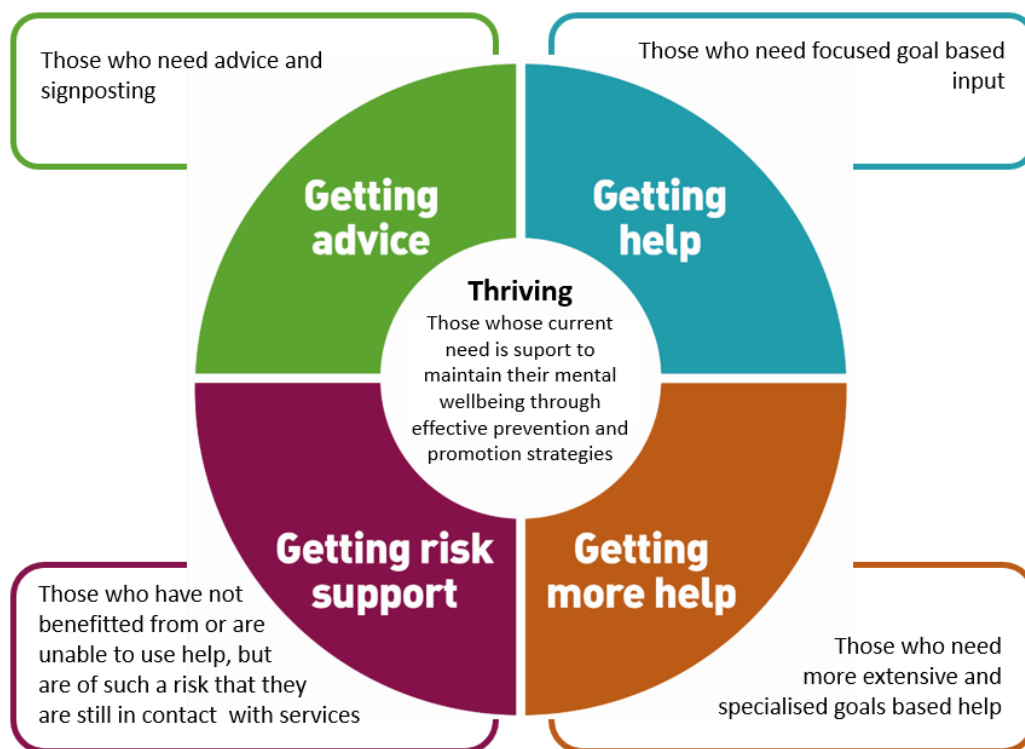 Those who need advice and
signposting
Those who need focused goal based
input
Getting
advice
Getting
help
Thriving
Those whose current
need is suport to
maintain their mental
wellbeing through
effective prevention and
promotion strategies
Getting risk
support
Getting
more help
Those who have not
benefitted from or are
unable to use help, but
are of such a risk that they
are still in contact with services
Those who need
more extensive and
specialised goals based help